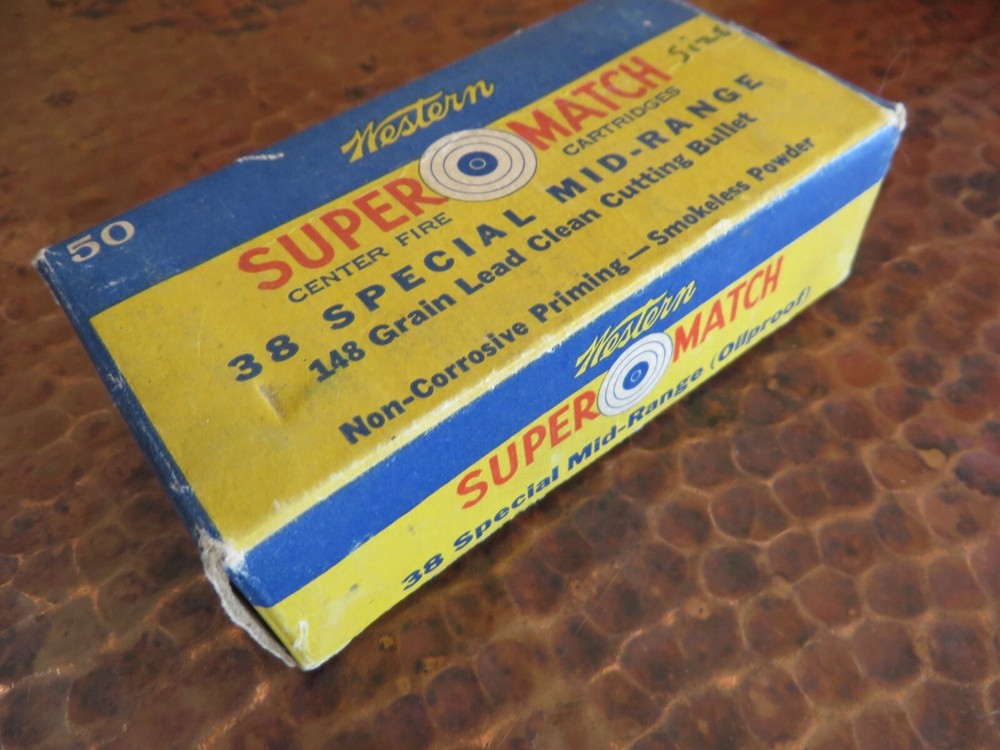 50
Western
Size
SUPER MATCH
CENTER FIRE CARTRIDGES
38 SPECIAL MID-RANGE
148 Grain Lead Clean Cutting Bullet
Non-Corrosive Priming—Smokeless Powder
Western
SUPER MATCH
38 Special Mid-Range (Oilproof)